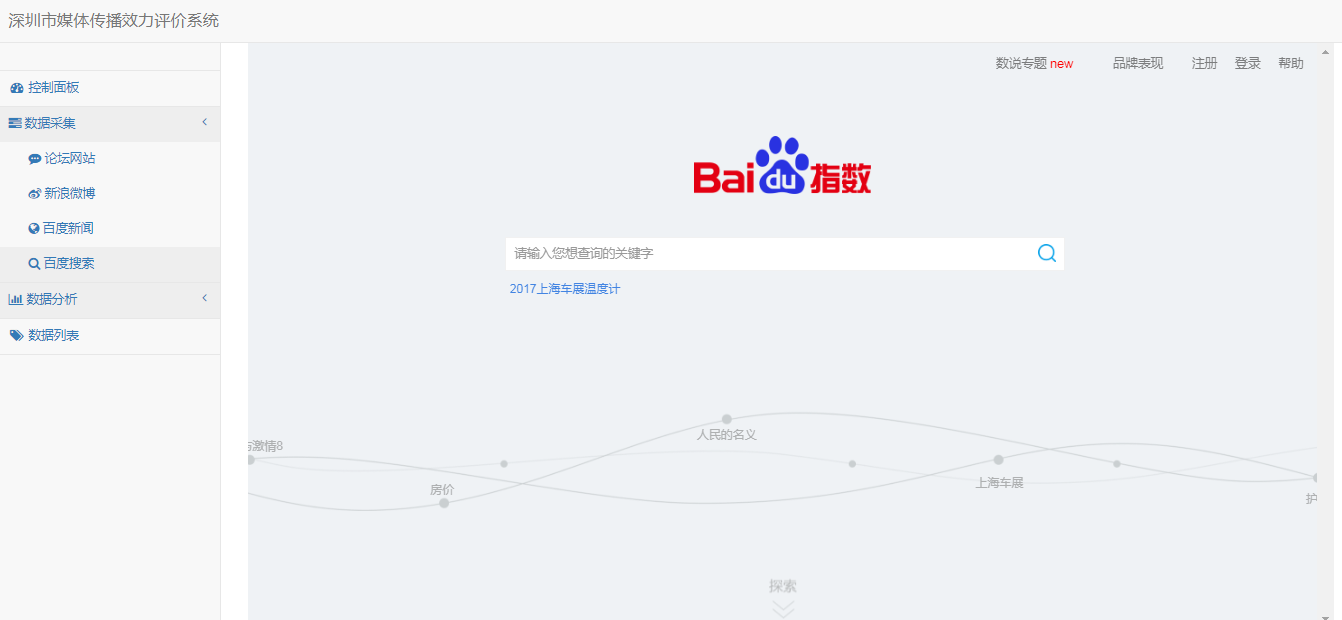 深圳市媒体传播效力评价系统
控制面板
数据采集
论坛网站
新浪微博
百度新闻
百度搜索
数据分析
数据列表
数说专题 new 品牌表现 注册 登录 帮助
Bai du 指数
请输入您想查询的关键字
2017上海车展温度计
激情8
人民的名义
房价
上海车展
护
探索